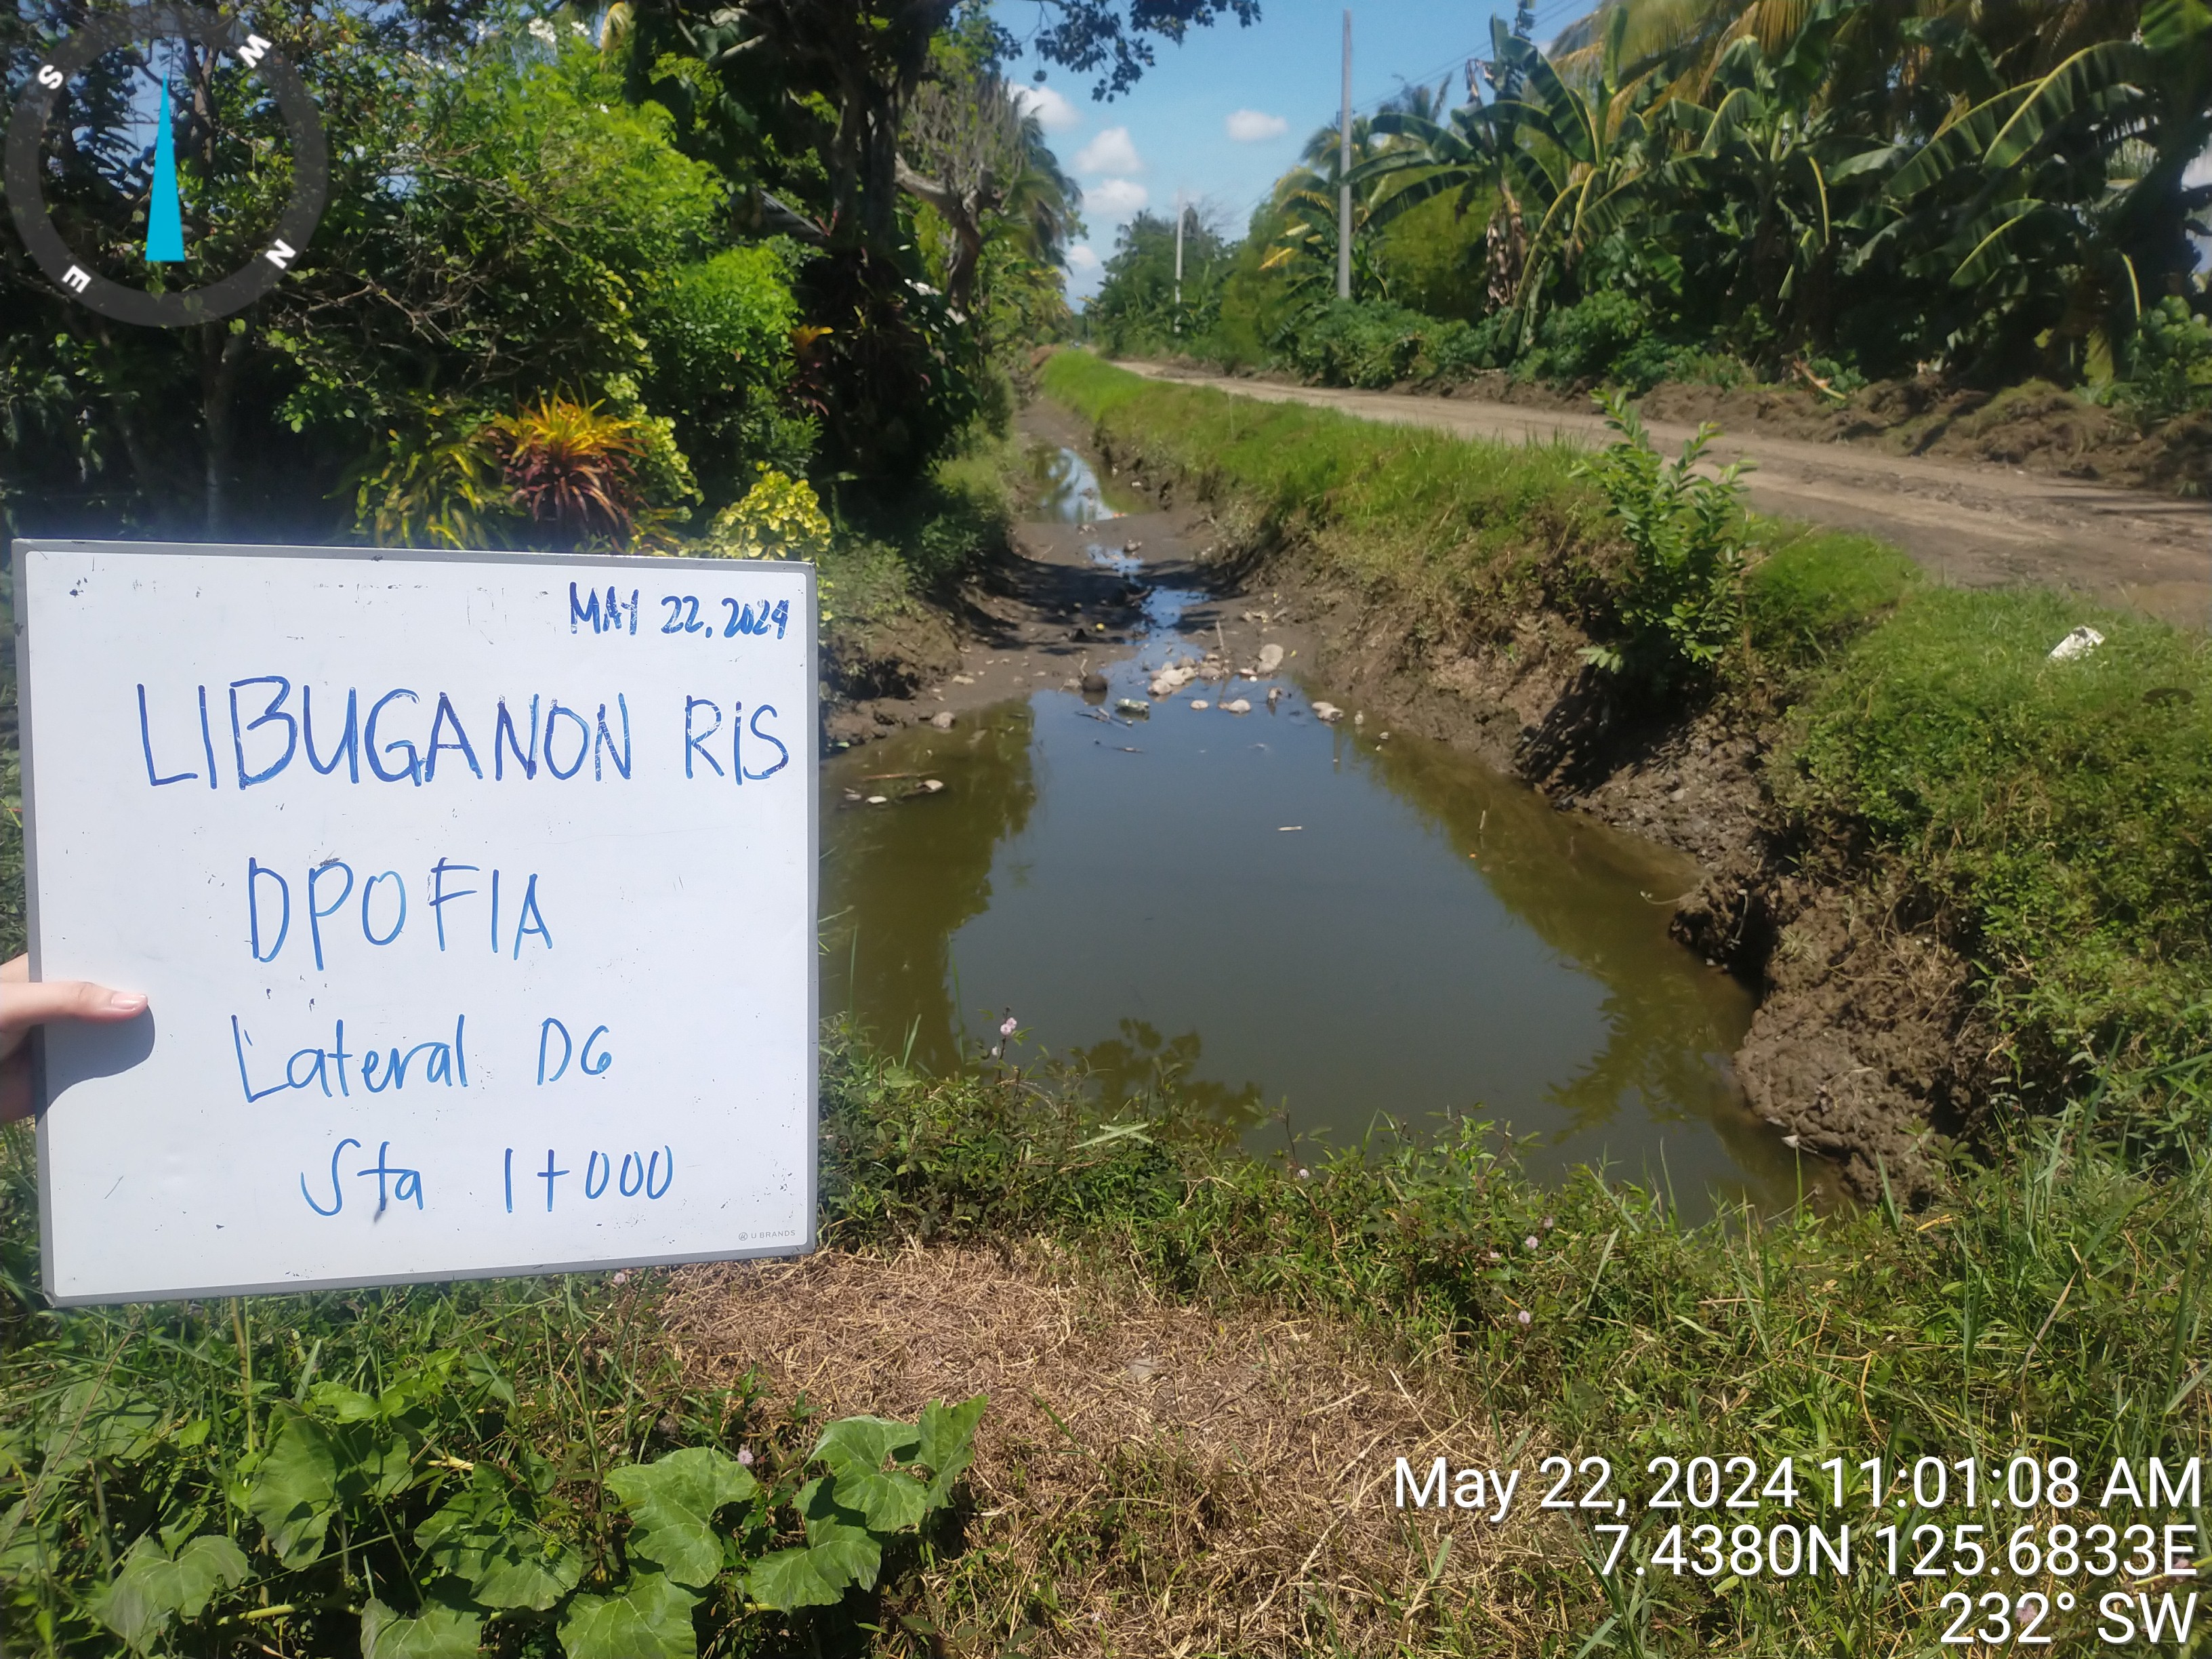 S
W
E
N
MAY 22, 2024
LIBUGANON RIS
DPOFIA
Lateral D6
Sta 1+000
U BRANDS
May 22, 2024 11:01:08 AM
7.4380N 125.6833E
232° SW